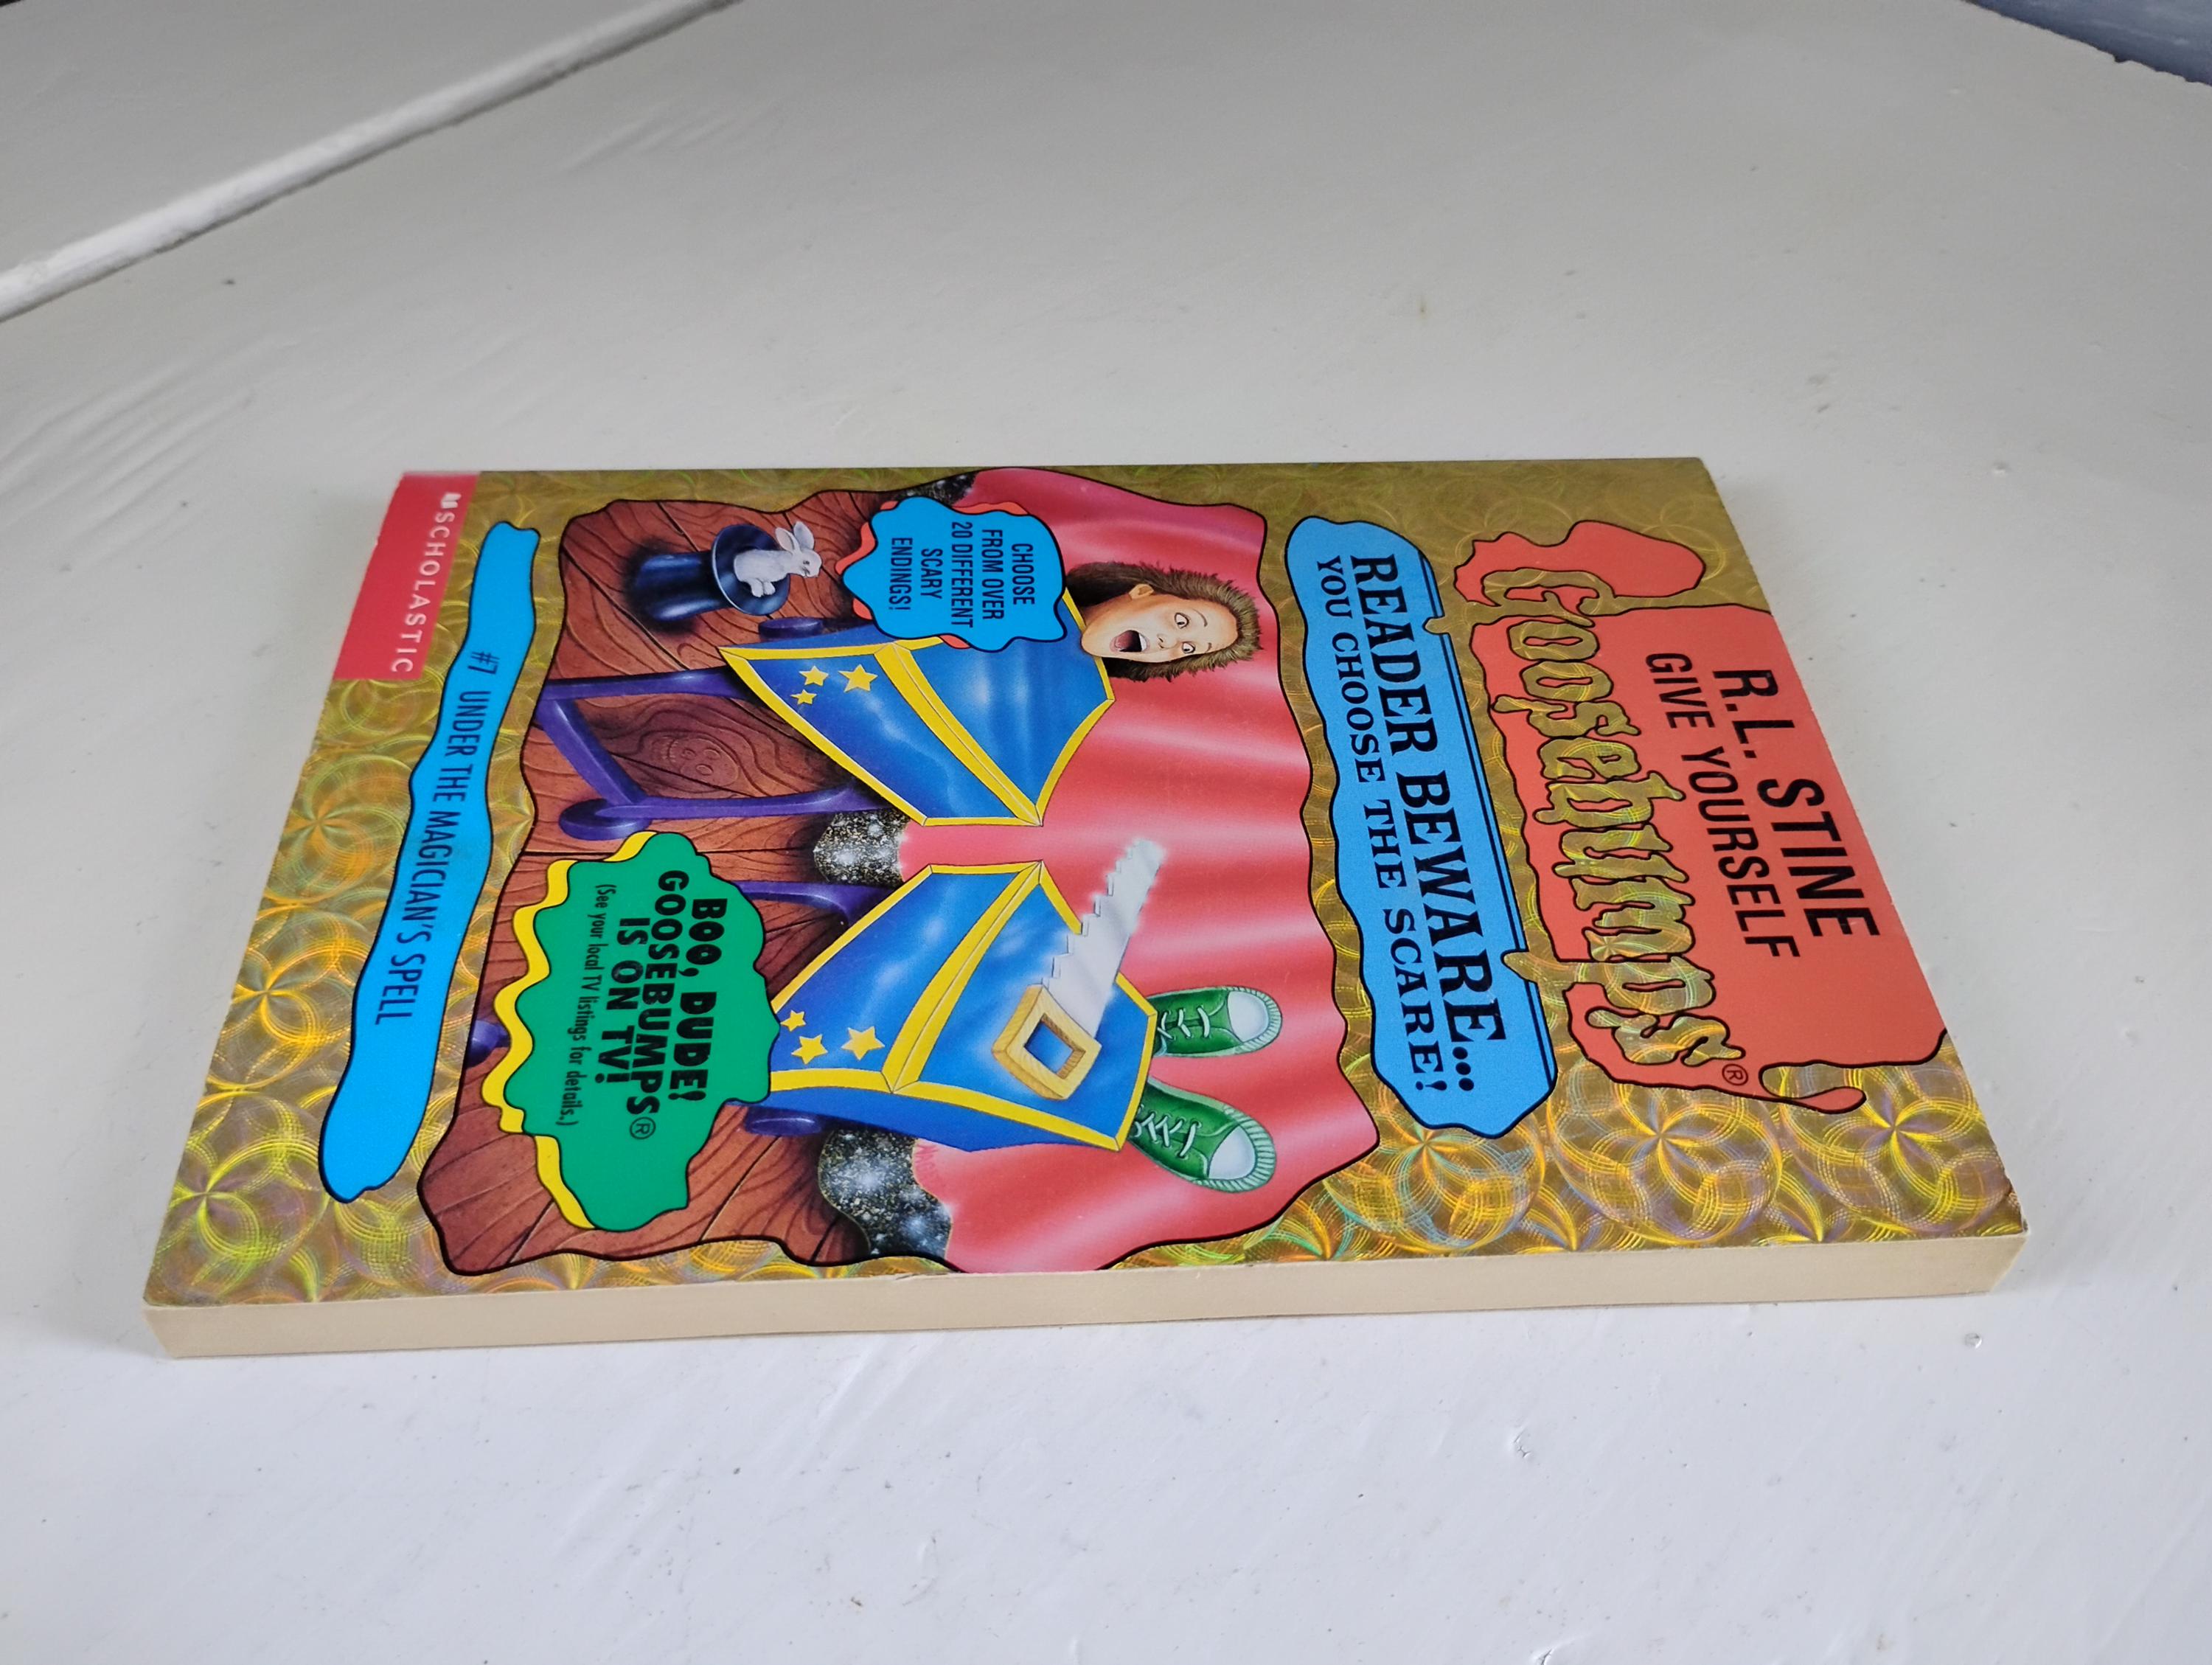 R.L. STINE
GIVE YOURSELF
Goosebumps®
READER BEWARE...
YOU CHOOSE THE SCARE!
CHOOSE
FROM OVER
20 DIFFERENT
SCARY
ENDINGS!
BOO, DUDE!
GOOSEBUMPS®
IS ON TV!
(See your local TV listings for details.)
#7 UNDER THE MAGICIAN'S SPELL
SCHOLASTIC